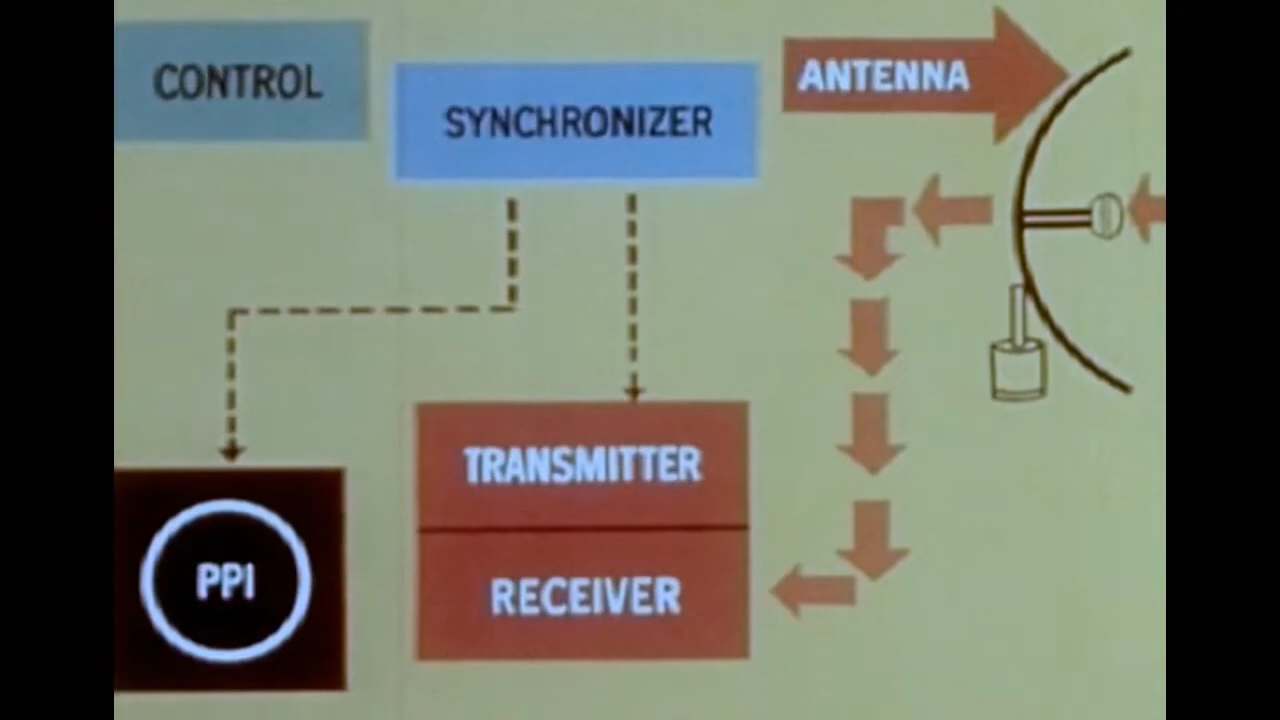 CONTROL
SYNCHRONIZER
ANTENNA
TRANSMITTER
RECEIVER
PPI